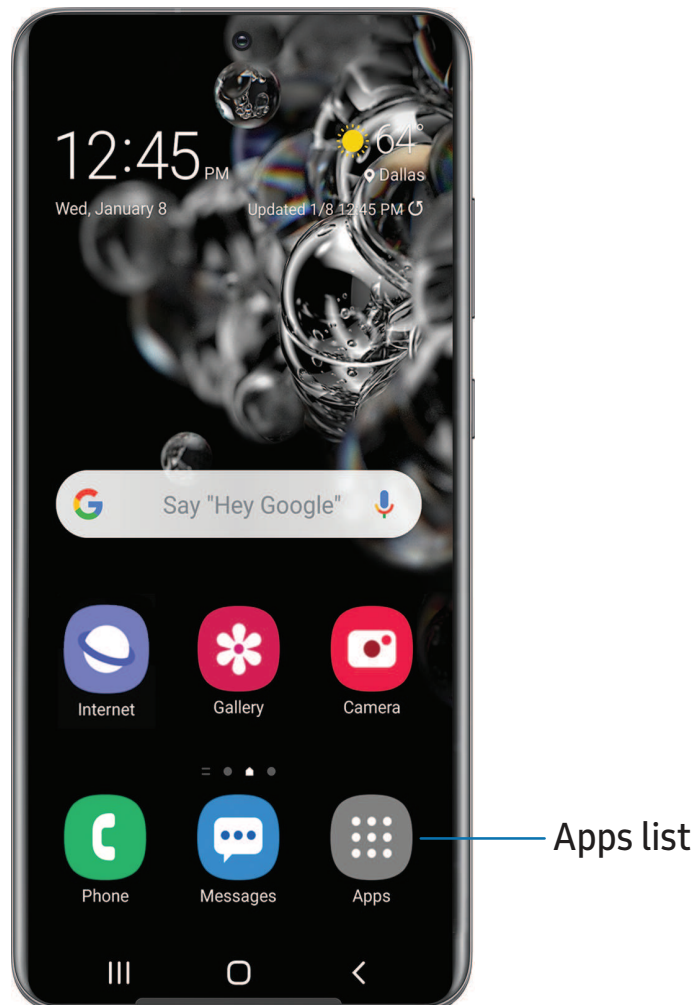 12:45 PM
64°
Dallas
Wed, January 8
Updated 1/8 12:45 PM
Say "Hey Google"
Internet
Gallery
Camera
Phone
Messages
Apps
Apps list